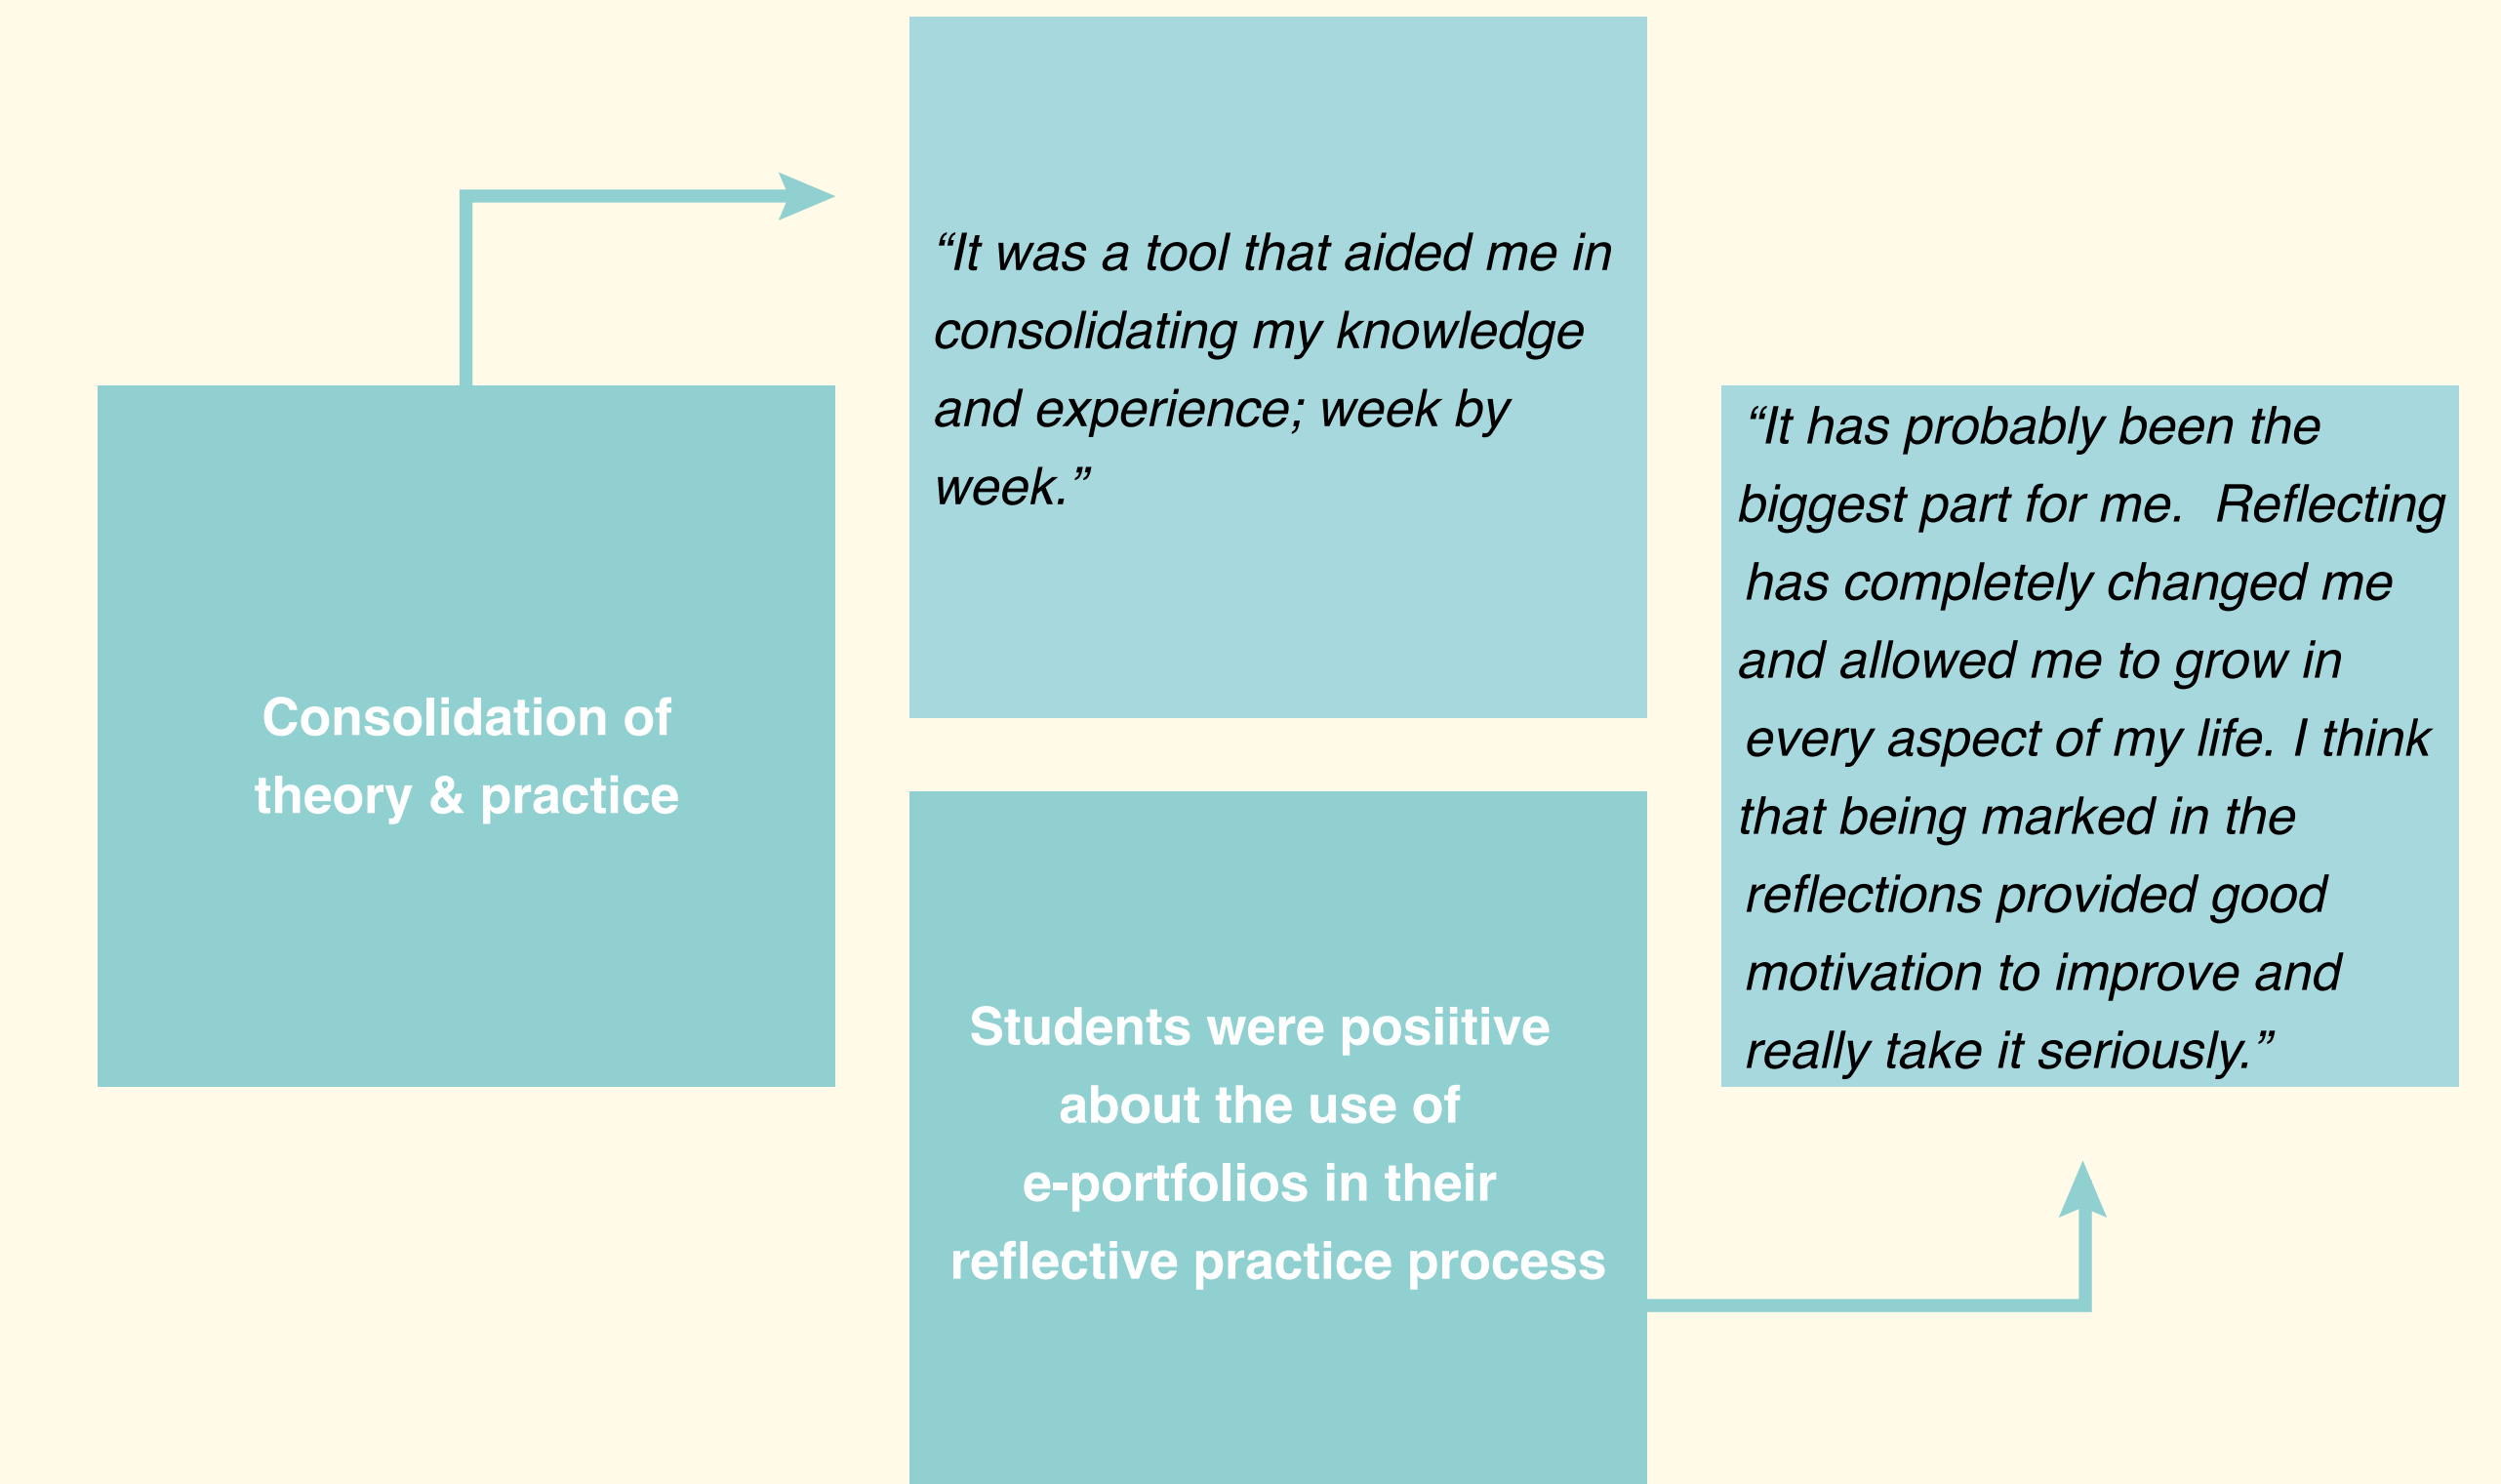 Consolidation of
theory & practice
“It was a tool that aided me in
consolidating my knowledge
and experience; week by
week.”
Students were posiitive
about the use of
e-portfolios in their
reflective practice process
“It has probably been the
biggest part for me.  Reflecting
has completely changed me
and allowed me to grow in
every aspect of my life. I think
that being marked in the
reflections provided good
motivation to improve and
really take it seriously.”